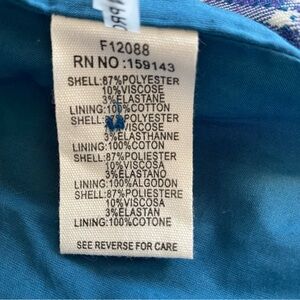 F12088
RN NO:159143
SHELL:87%POLYESTER
10%VISCOSE
3%ELASTANE
LINING:100%COTTON
SHELL: POLYESTER
VISCOSE
3%ELASTHANNE
LINING:100%COTON
SHELL:87%POLIESTER
10%VISCOSA
3%ELASTANO
LINING:100%ALGODON
SHELL:87%POLIESTERE
10%VISCOSA
3%ELASTAN
LINING:100%COTONE
SEE REVERSE FOR CARE